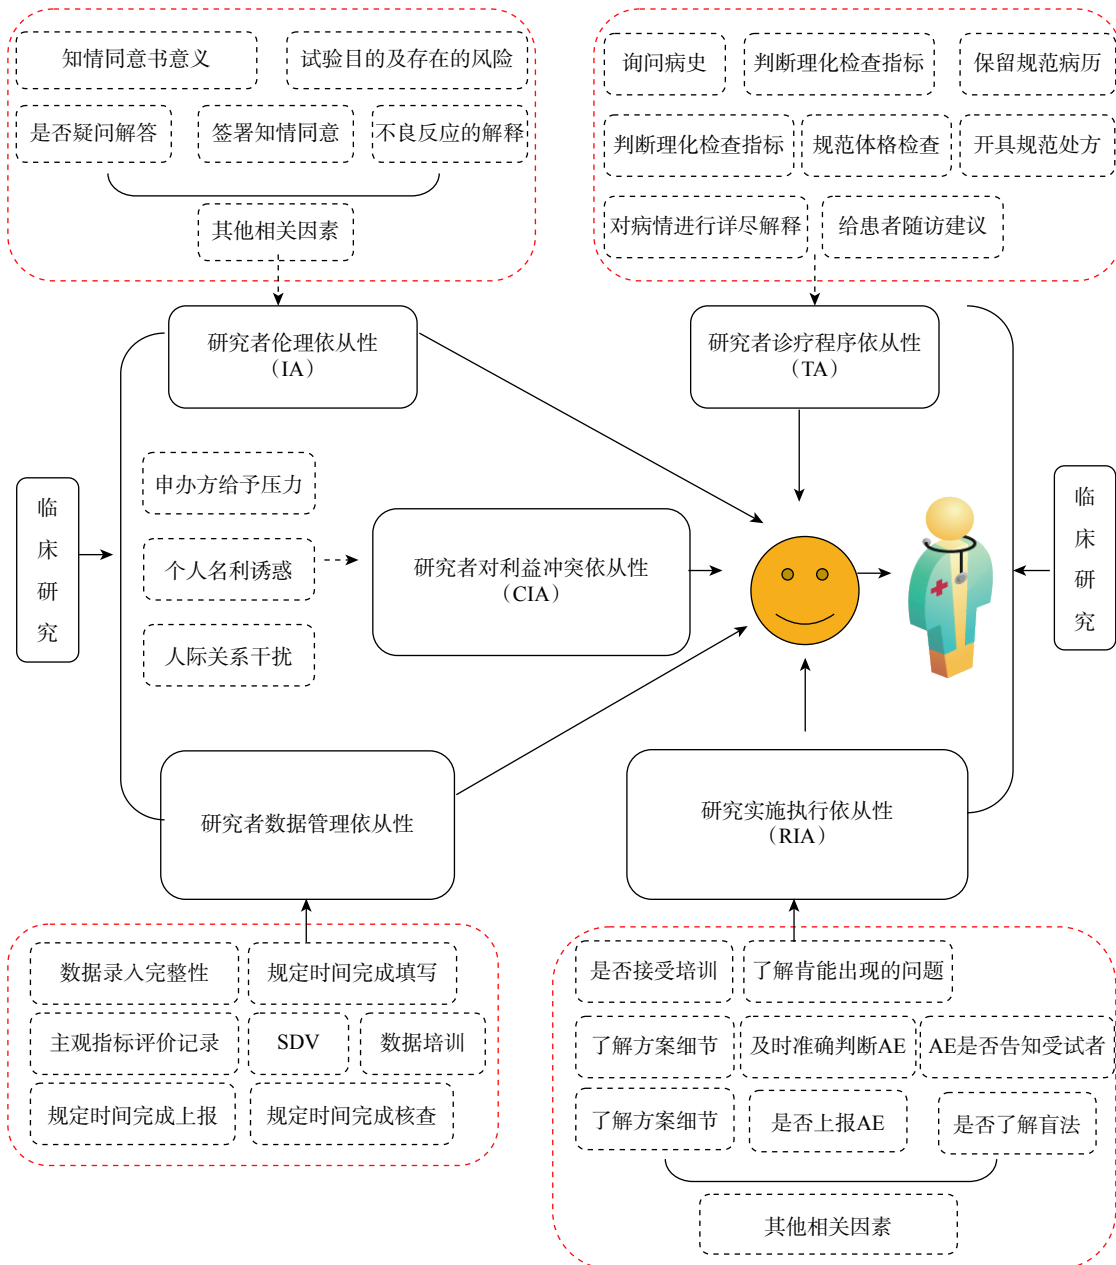 知情同意书意义
试验目的及存在的风险
是否疑问解答
签署知情同意
不良反应的解释
其他相关因素
询问病史
判断理化检查指标
保留规范病历
判断理化检查指标
规范体格检查
开具规范处方
对病情进行详尽解释
给患者随访建议
研究者伦理依从性
（IA）
研究者诊疗程序依从性
（TA）
临床研究
申办方给予压力
个人名利诱惑
人际关系干扰
研究者对利益冲突依从性
（CIA）
临床研究
研究者数据管理依从性
研究实施执行依从性
（RIA）
数据录入完整性
规定时间完成填写
主观指标评价记录
SDV
数据培训
规定时间完成上报
规定时间完成核查
是否接受培训
了解肯能出现的问题
了解方案细节
及时准确判断AE
AE是否告知受试者
了解方案细节
是否上报AE
是否了解盲法
其他相关因素